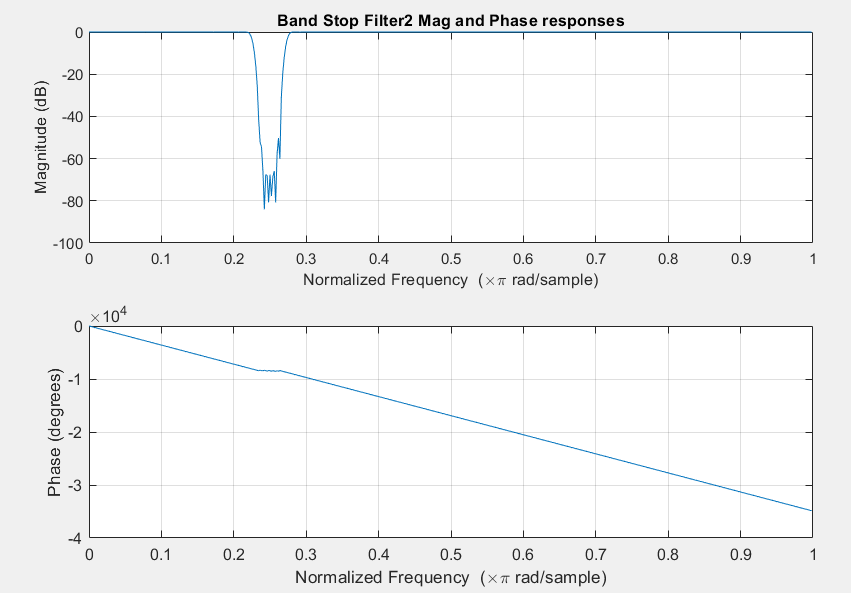 Band Stop Filter2 Mag and Phase responses
0
-20
-40
-60
-80
-100
Magnitude (dB)
0 0.1 0.2 0.3 0.4 0.5 0.6 0.7 0.8 0.9 1
Normalized Frequency (×π rad/sample)
×10⁴
0
-1
-2
-3
-4
Phase (degrees)
0 0.1 0.2 0.3 0.4 0.5 0.6 0.7 0.8 0.9 1
Normalized Frequency (×π rad/sample)